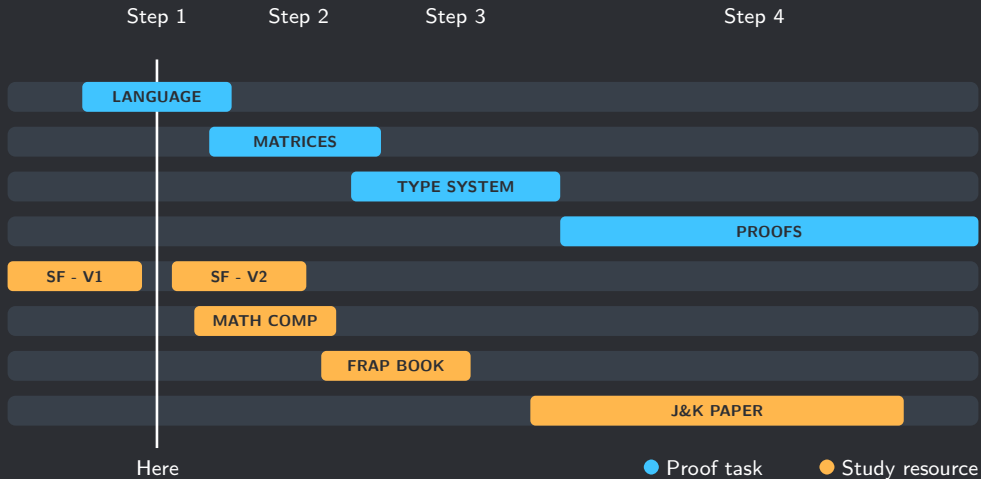 Step 1 Step 2 Step 3 Step 4
LANGUAGE
MATRICES
TYPE SYSTEM
PROOFS
SF - V1 SF - V2
MATH COMP
FRAP BOOK
J&K PAPER
Here Proof task Study resource